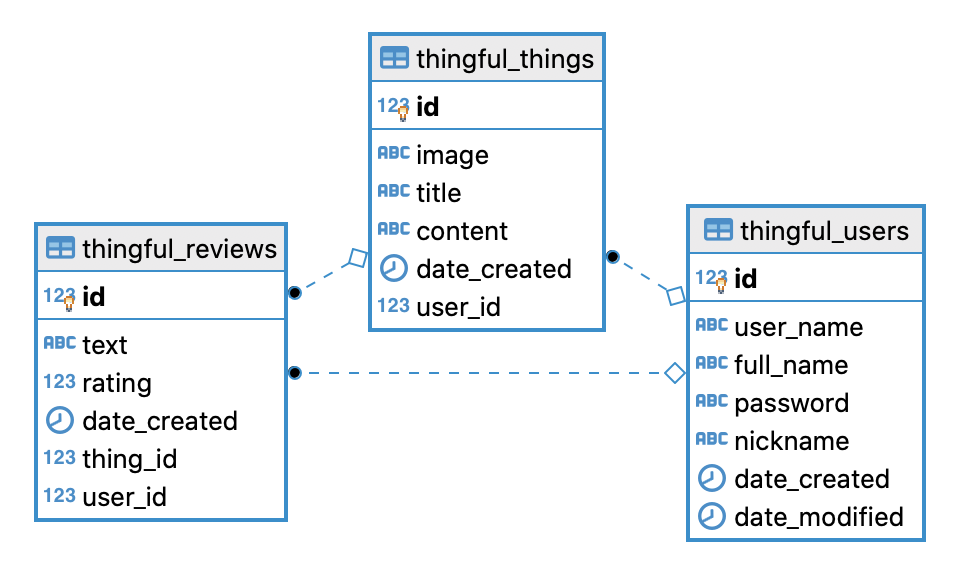 thingful_things
123 id
ABC image
ABC title
ABC content
date_created
123 user_id
thingful_reviews
123 id
ABC text
123 rating
date_created
123 thing_id
123 user_id
thingful_users
123 id
ABC user_name
ABC full_name
ABC password
ABC nickname
date_created
date_modified